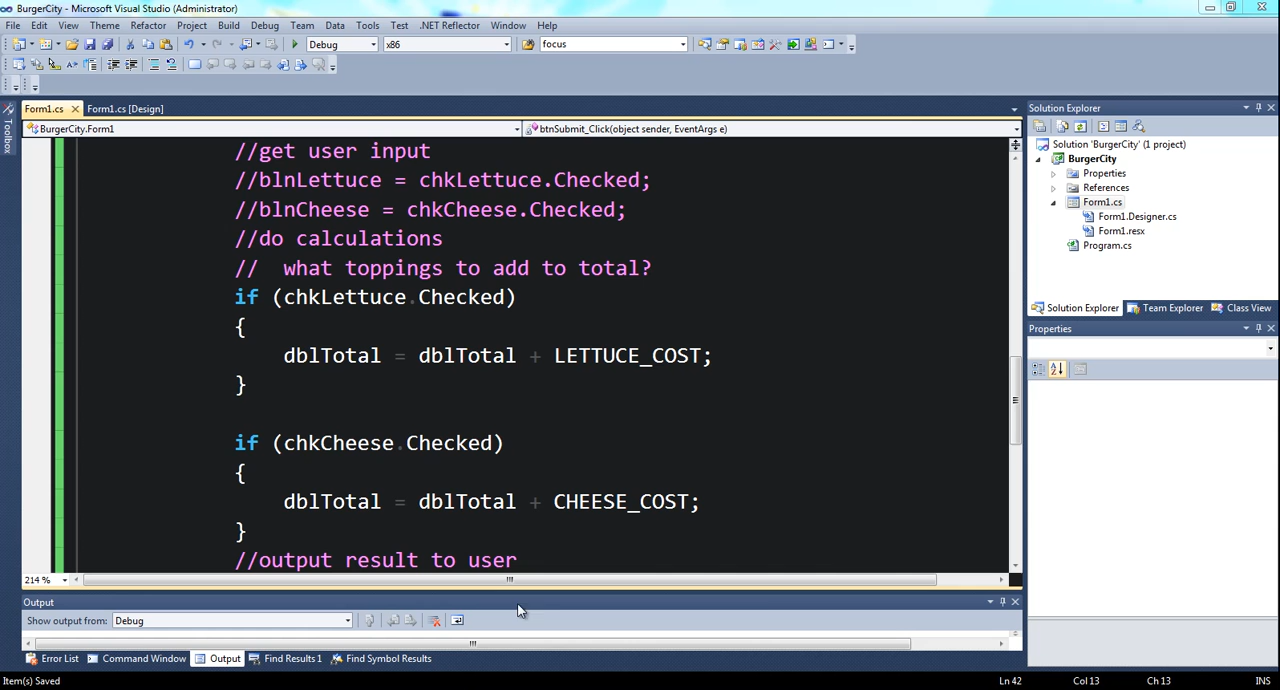 BurgerCity - Microsoft Visual Studio (Administrator)
File Edit View Theme Refactor Project Build Debug Team Data Tools Test .NET Reflector Window Help
Debug x86 focus
Form1.cs Form1.cs [Design]
BurgerCity.Form1 btnSubmit_Click(object sender, EventArgs e)
//get user input
//blnLettuce = chkLettuce.Checked;
//blnCheese = chkCheese.Checked;
//do calculations
//  what toppings to add to total?
if (chkLettuce.Checked)
{
dblTotal = dblTotal + LETTUCE_COST;
}
if (chkCheese.Checked)
{
dblTotal = dblTotal + CHEESE_COST;
}
//output result to user
214 %
Output
Show output from: Debug
Error List Command Window Output Find Results 1 Find Symbol Results
Item(s) Saved Ln 42 Col 13 Ch 13 INS
Toolbox
Solution Explorer
Solution 'BurgerCity' (1 project)
BurgerCity
Properties
References
Form1.cs
Form1.Designer.cs
Form1.resx
Program.cs
Solution Explorer Team Explorer Class View
Properties